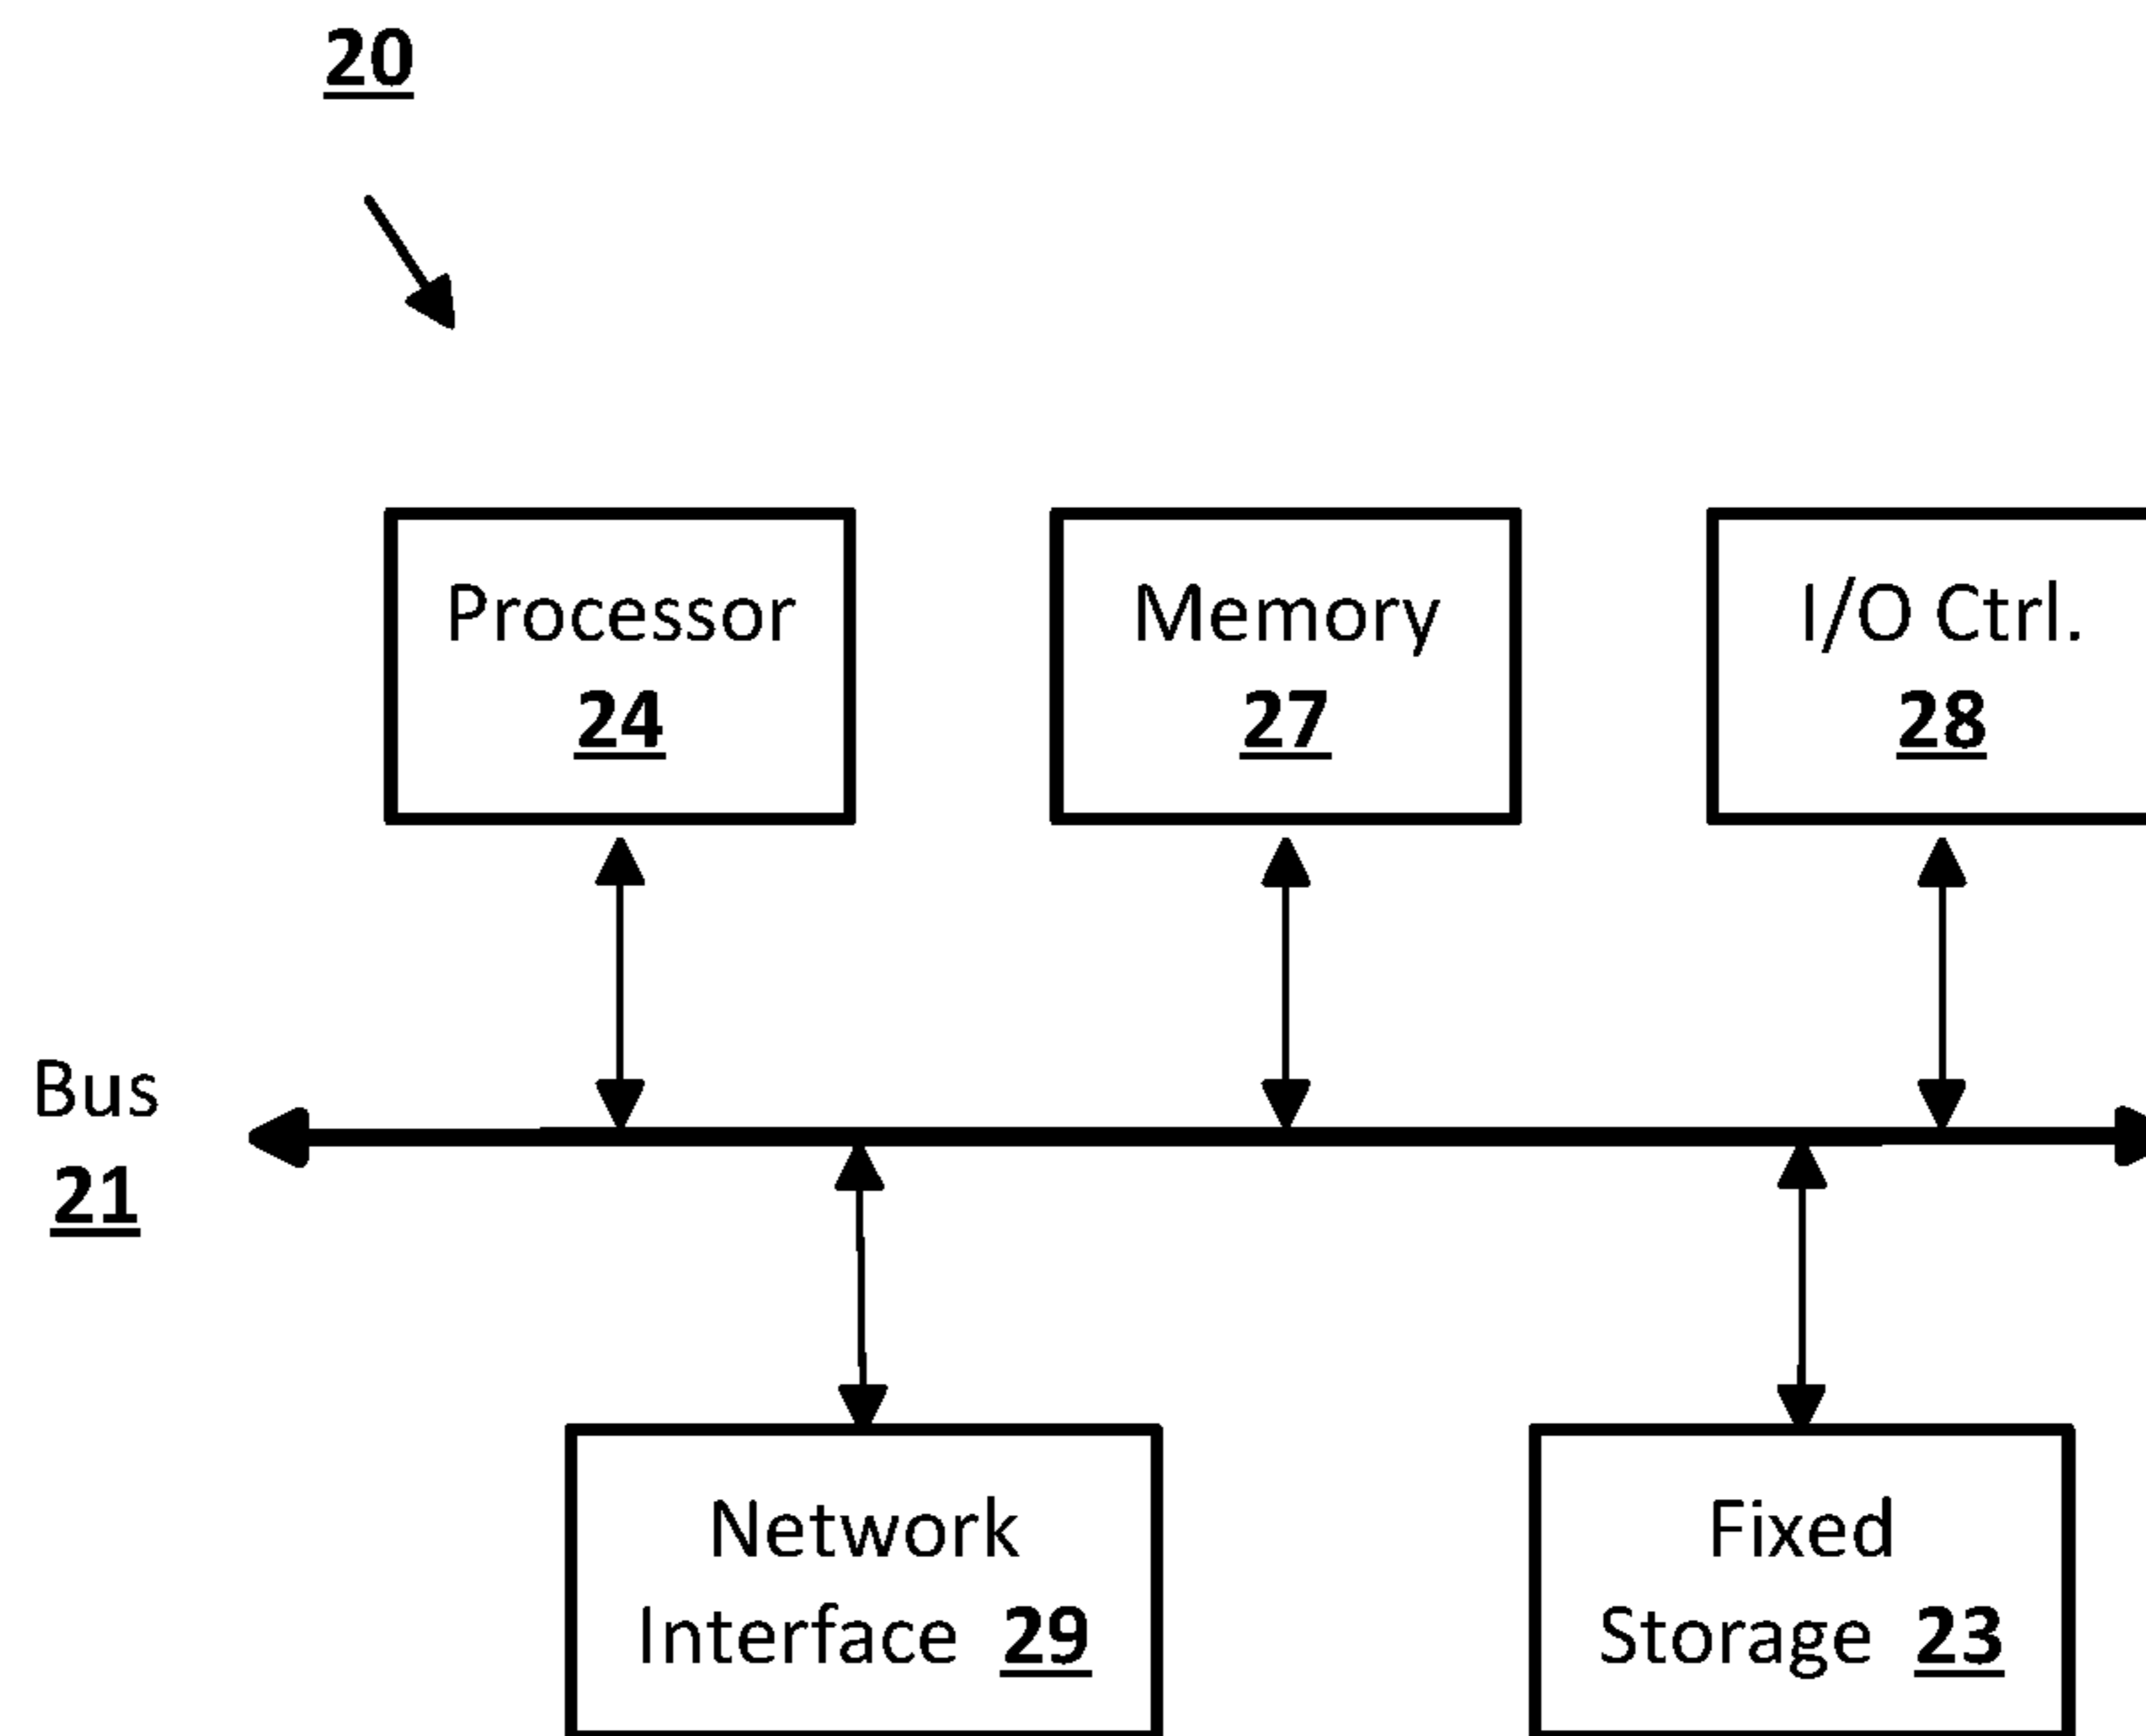 20
Processor
24
Memory
27
I/O Ctrl.
28
Bus
21
Network
Interface 29
Fixed
Storage 23